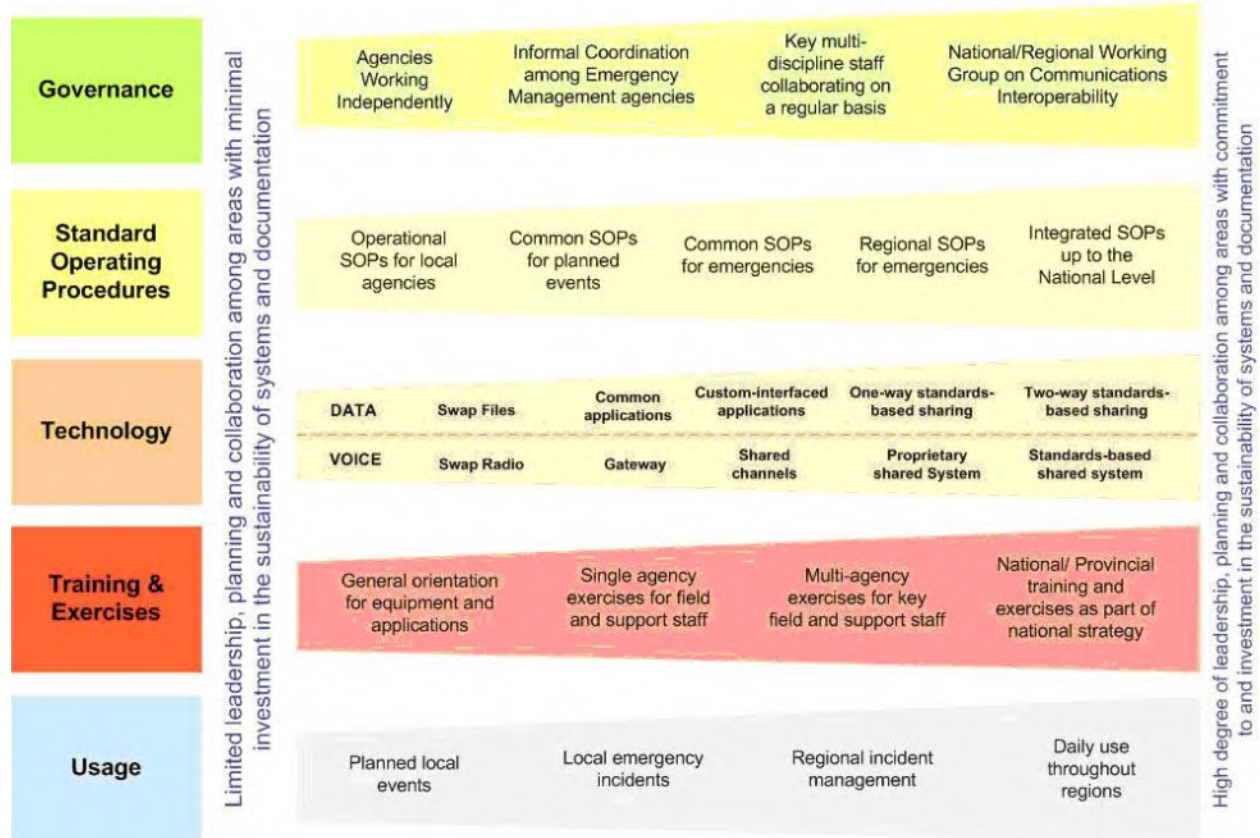 Limited leadership, planning and collaboration among areas with minimal
investment in the sustainability of systems and documentation
Governance
Agencies
Working
Independently
Informal Coordination
among Emergency
Management agencies
Key multi-
discipline staff
collaborating on
a regular basis
National/Regional Working
Group on Communications
Interoperability
Standard
Operating
Procedures
Operational
SOPs for local
agencies
Common SOPs
for planned
events
Common SOPs
for emergencies
Regional SOPs
for emergencies
Integrated SOPs
up to the
National Level
Technology
DATA
Swap Files
Common
applications
Custom-interfaced
applications
One-way standards-
based sharing
Two-way standards-
based sharing
VOICE
Swap Radio
Gateway
Shared
channels
Proprietary
shared System
Standards-based
shared system
Training &
Exercises
General orientation
for equipment and
applications
Single agency
exercises for field
and support staff
Multi-agency
exercises for key
field and support staff
National/ Provincial
training and
exercises as part of
national strategy
Usage
Planned local
events
Local emergency
incidents
Regional incident
management
Daily use
throughout
regions
High degree of leadership, planning and collaboration among areas with commitment
to and investment in the sustainability of systems and documentation